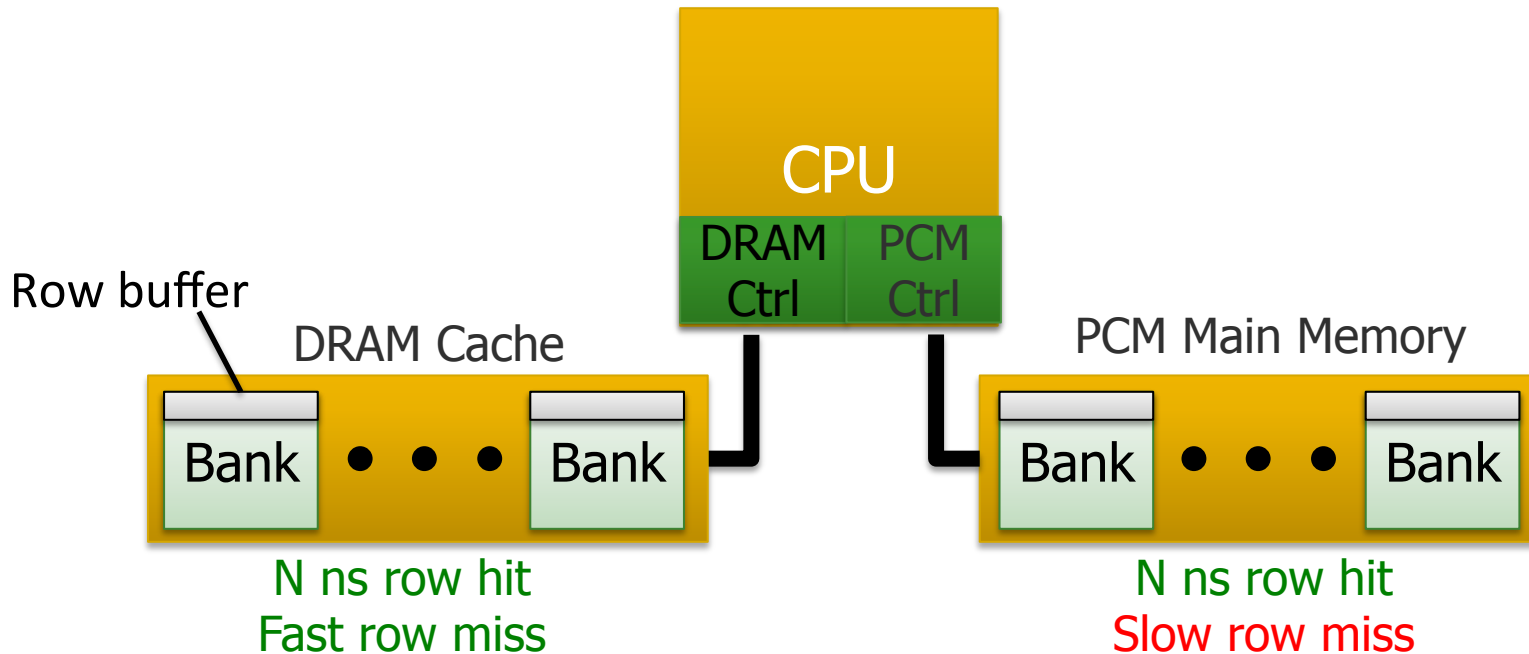 CPU
DRAM
Ctrl
PCM
Ctrl
Row buffer
DRAM Cache
PCM Main Memory
Bank • • • Bank
Bank • • • Bank
N ns row hit
Fast row miss
N ns row hit
Slow row miss